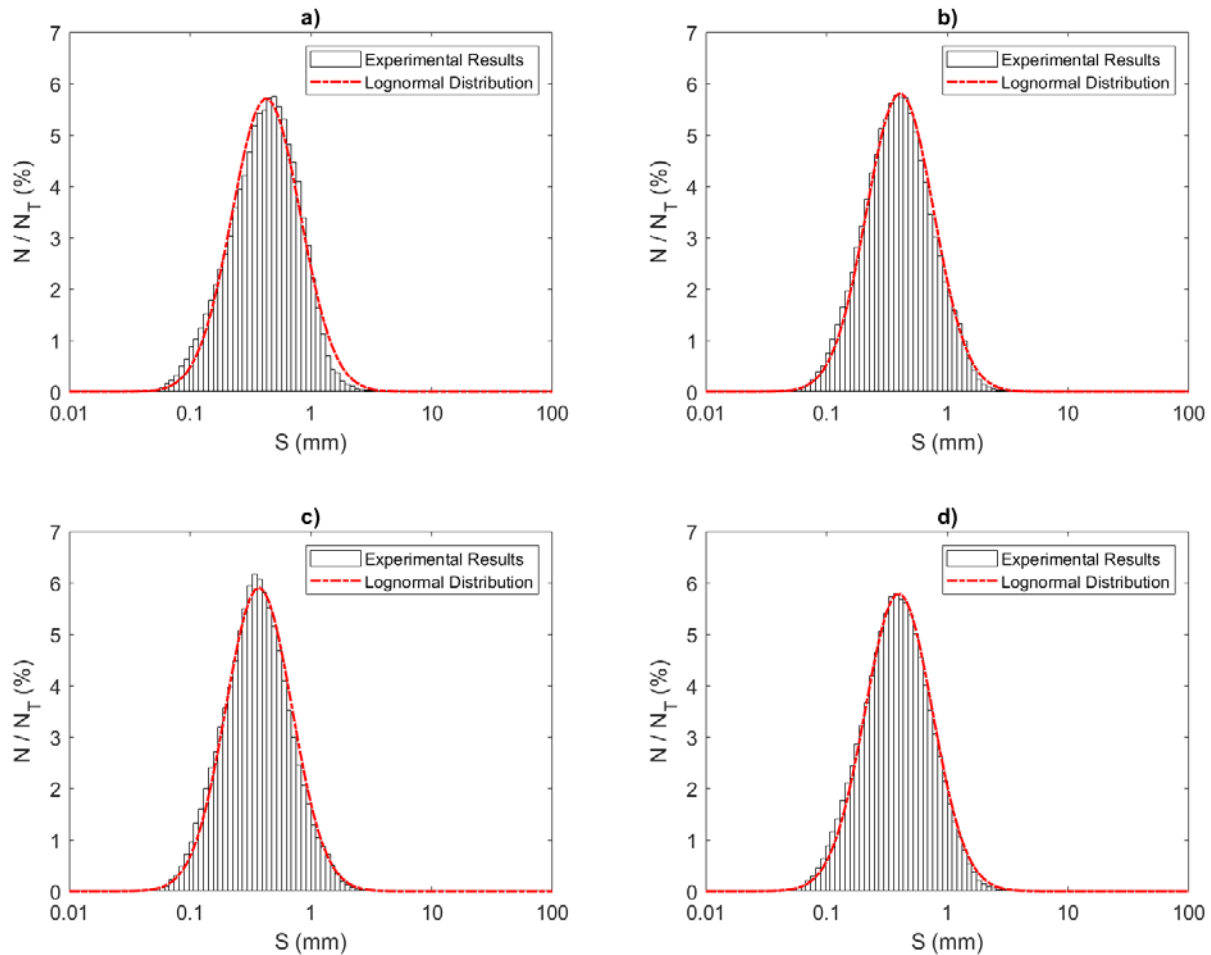 a)
7
6
5
4
3
2
1
0
N / N_T (%)
Experimental Results
Lognormal Distribution
0.01 0.1 1 10 100
S (mm)
b)
7
6
5
4
3
2
1
0
N / N_T (%)
Experimental Results
Lognormal Distribution
0.01 0.1 1 10 100
S (mm)
c)
7
6
5
4
3
2
1
0
N / N_T (%)
Experimental Results
Lognormal Distribution
0.01 0.1 1 10 100
S (mm)
d)
7
6
5
4
3
2
1
0
N / N_T (%)
Experimental Results
Lognormal Distribution
0.01 0.1 1 10 100
S (mm)